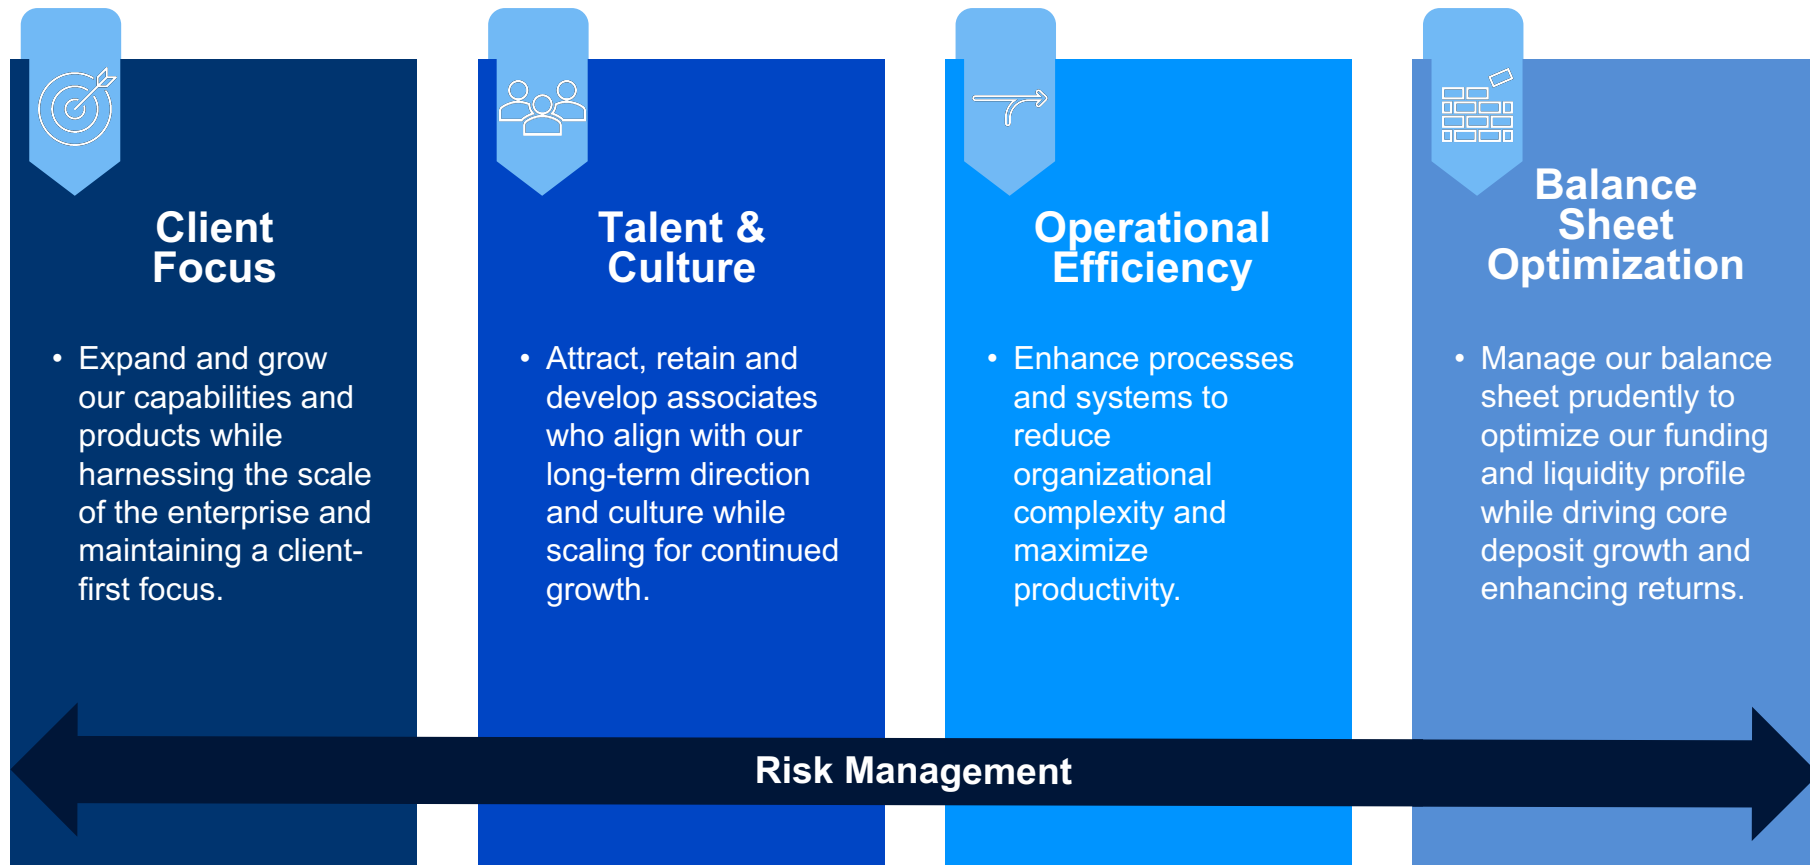 Client
Focus
• Expand and grow
our capabilities and
products while
harnessing the scale
of the enterprise and
maintaining a client-
first focus.
Talent &
Culture
• Attract, retain and
develop associates
who align with our
long-term direction
and culture while
scaling for continued
growth.
Operational
Efficiency
• Enhance processes
and systems to
reduce
organizational
complexity and
maximize
productivity.
Balance
Sheet
Optimization
• Manage our balance
sheet prudently to
optimize our funding
and liquidity profile
while driving core
deposit growth and
enhancing returns.
Risk Management